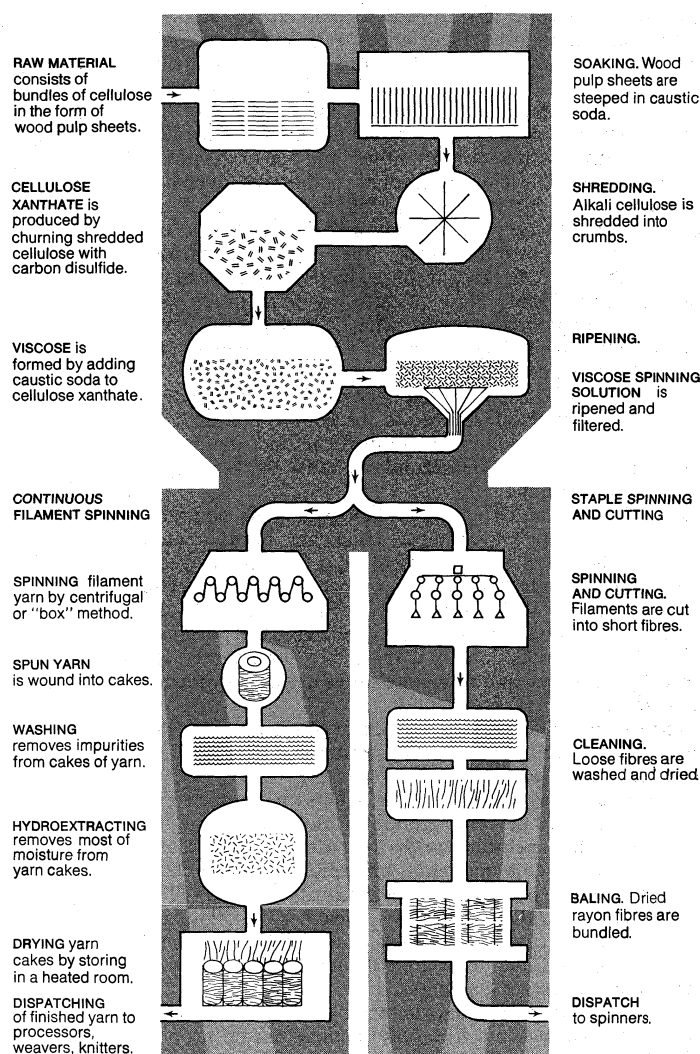 RAW MATERIAL
consists of
bundles of cellulose
in the form of
wood pulp sheets.
SOAKING. Wood
pulp sheets are
steeped in caustic
soda.
CELLULOSE
XANTHATE is
produced by
churning shredded
cellulose with
carbon disulfide.
SHREDDING.
Alkali cellulose is
shredded into
crumbs.
VISCOSE is
formed by adding
caustic soda to
cellulose xanthate.
RIPENING.
VISCOSE SPINNING
SOLUTION is
ripened and
filtered.
CONTINUOUS
FILAMENT SPINNING
STAPLE SPINNING
AND CUTTING
SPINNING filament
yarn by centrifugal
or "box" method.
SPINNING
AND CUTTING.
Filaments are cut
into short fibres.
SPUN YARN
is wound into cakes.
WASHING
removes impurities
from cakes of yarn.
CLEANING.
Loose fibres are
washed and dried
HYDROEXTRACTING
removes most of
moisture from
yarn cakes.
BALING. Dried
rayon fibres are
bundled.
DRYING yarn
cakes by storing
in a heated room.
DISPATCHING
of finished yarn to
processors,
weavers, knitters.
DISPATCH
to spinners.